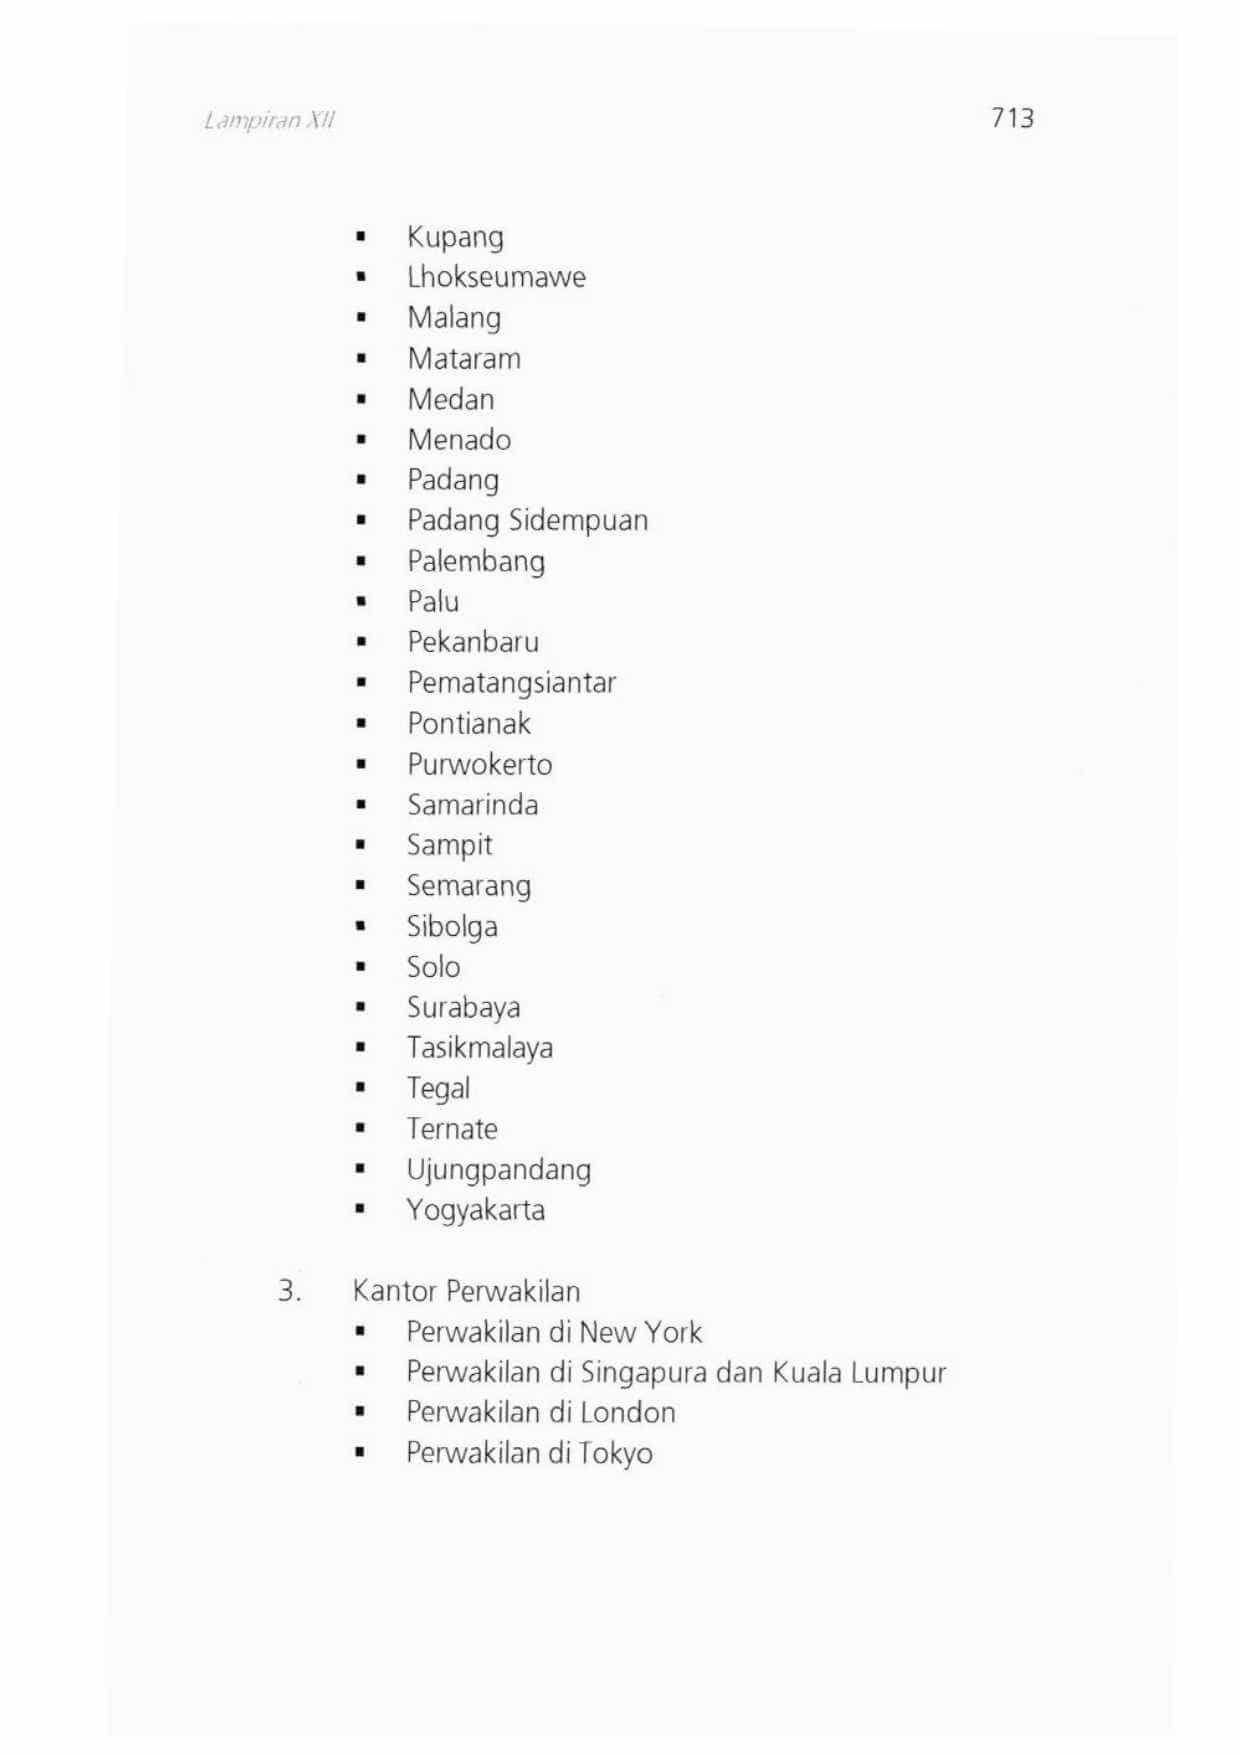 Lampiran XII
713
▪ Kupang
▪ Lhokseumawe
▪ Malang
▪ Mataram
▪ Medan
▪ Menado
▪ Padang
▪ Padang Sidempuan
▪ Palembang
▪ Palu
▪ Pekanbaru
▪ Pematangsiantar
▪ Pontianak
▪ Purwokerto
▪ Samarinda
▪ Sampit
▪ Semarang
▪ Sibolga
▪ Solo
▪ Surabaya
▪ Tasikmalaya
▪ Tegal
▪ Ternate
▪ Ujungpandang
▪ Yogyakarta
3. Kantor Perwakilan
▪ Perwakilan di New York
▪ Perwakilan di Singapura dan Kuala Lumpur
▪ Perwakilan di London
▪ Perwakilan di Tokyo